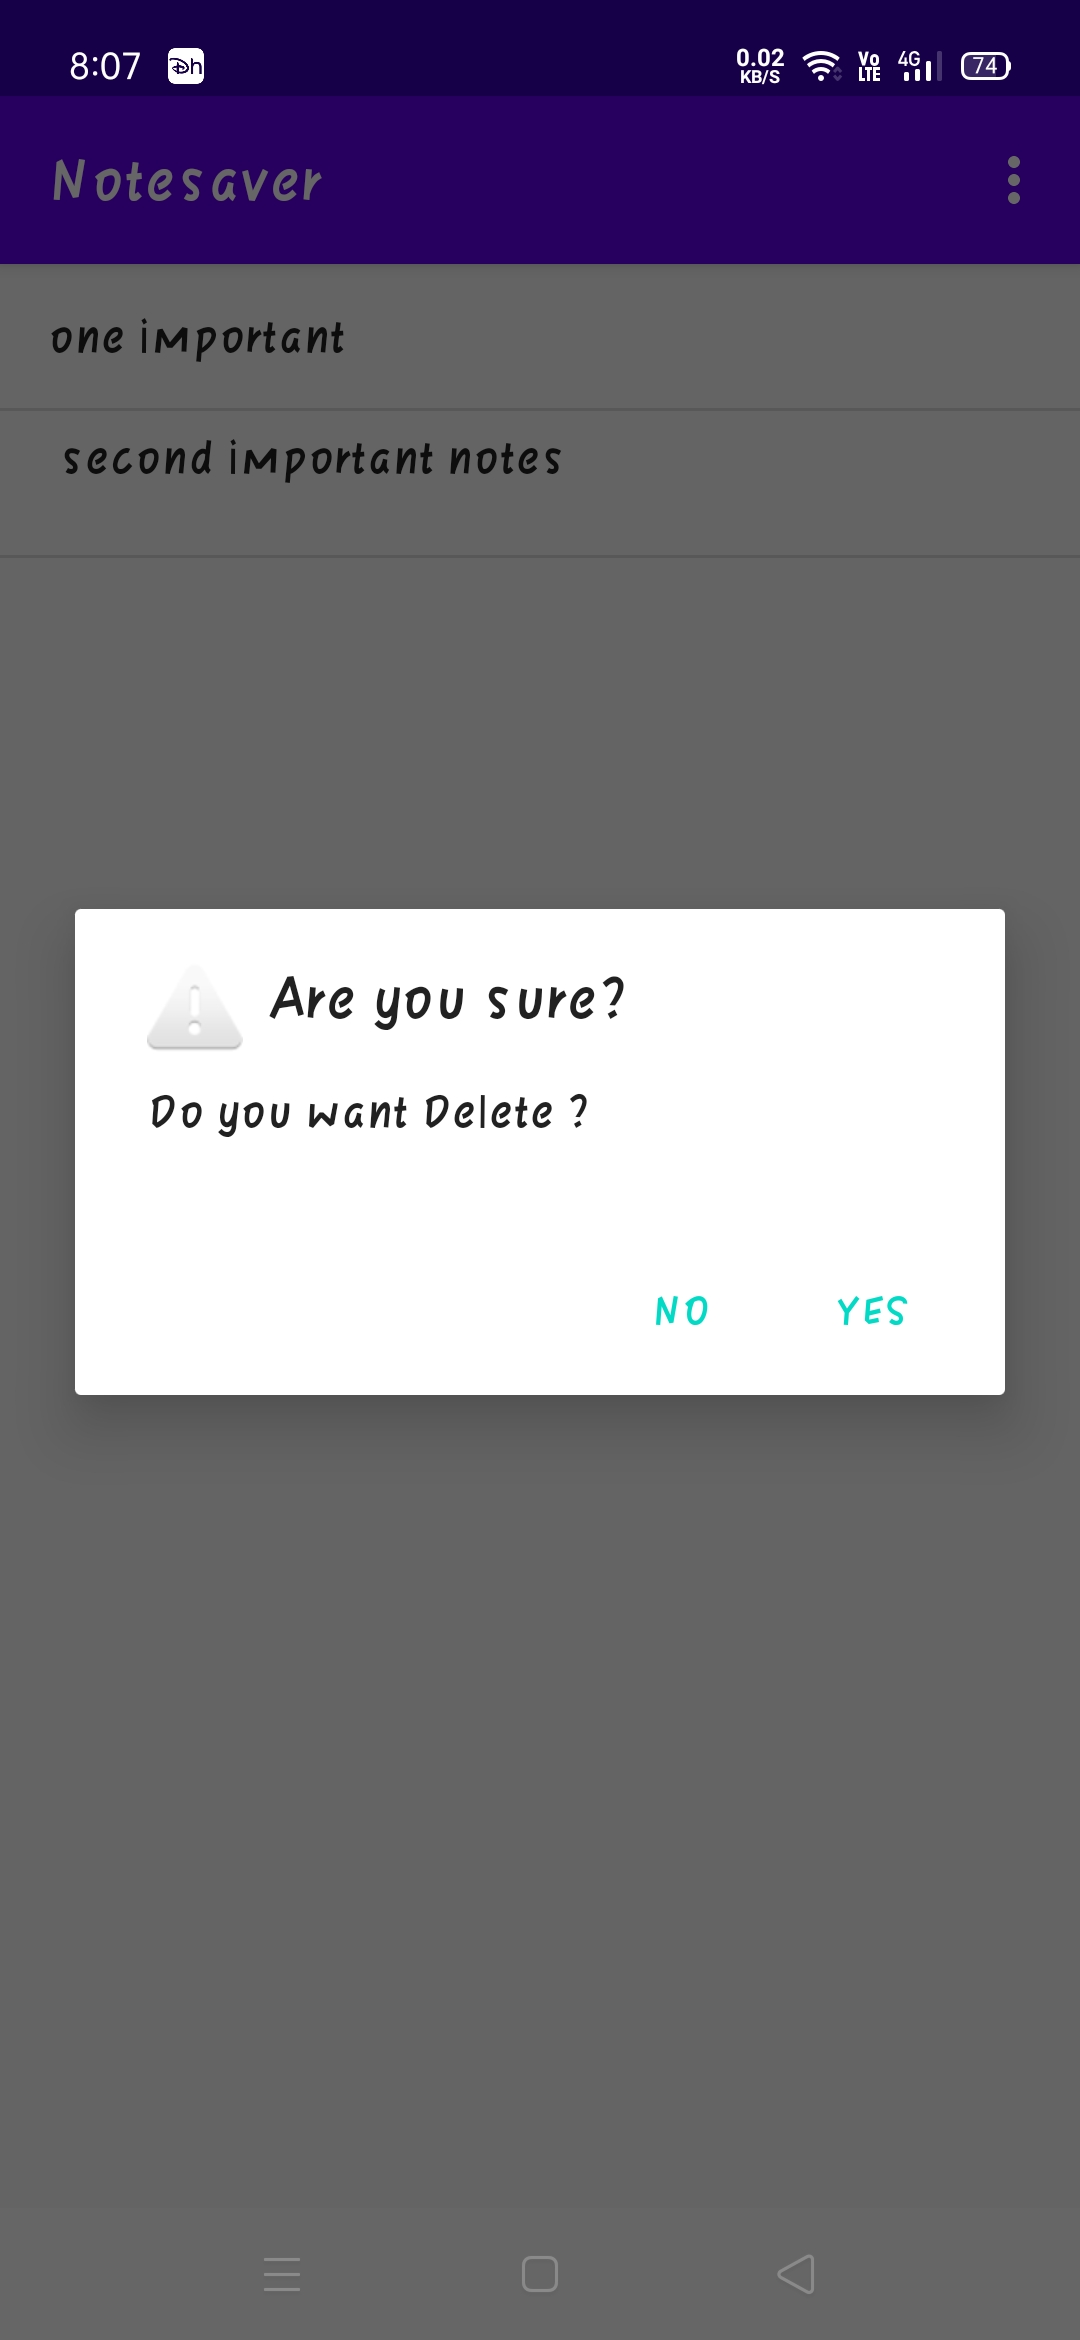 8:07 Dh 0.02 KB/S Vo LTE 4G 74
Notesaver
one important
second important notes
Are you sure?
Do you want Delete ?
NO YES